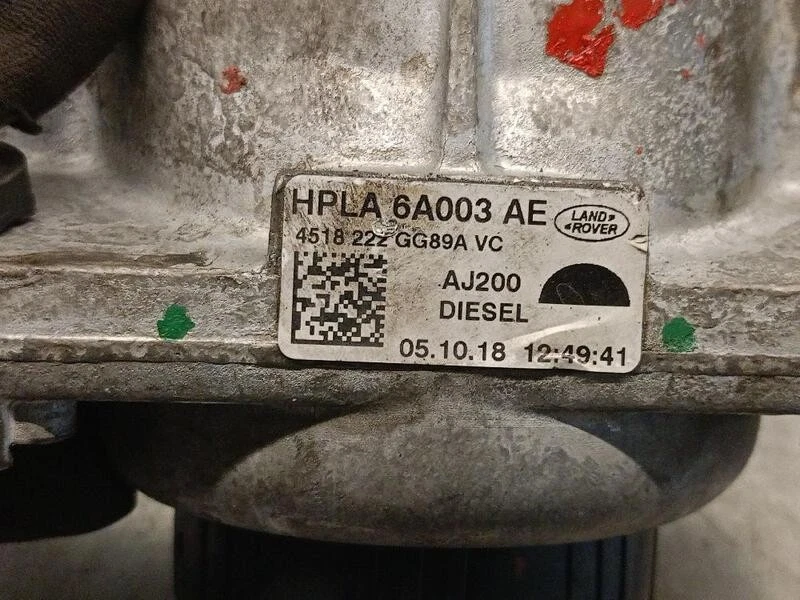 HPLA 6A003 AE
LAND
ROVER
4518 222 GG89A VC
AJ200
DIESEL
05.10.18 12:49:41